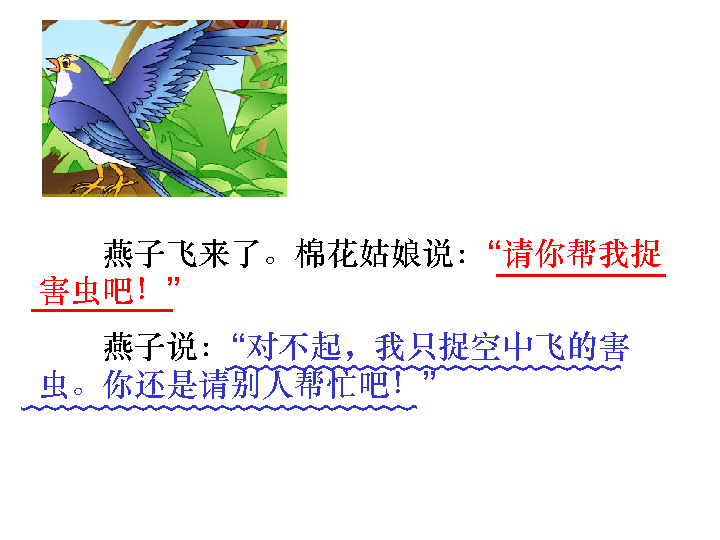 燕子飞来了。棉花姑娘说：“请你帮我捉
害虫吧！”
燕子说：“对不起，我只捉空中飞的害
虫。你还是请别人帮忙吧！”